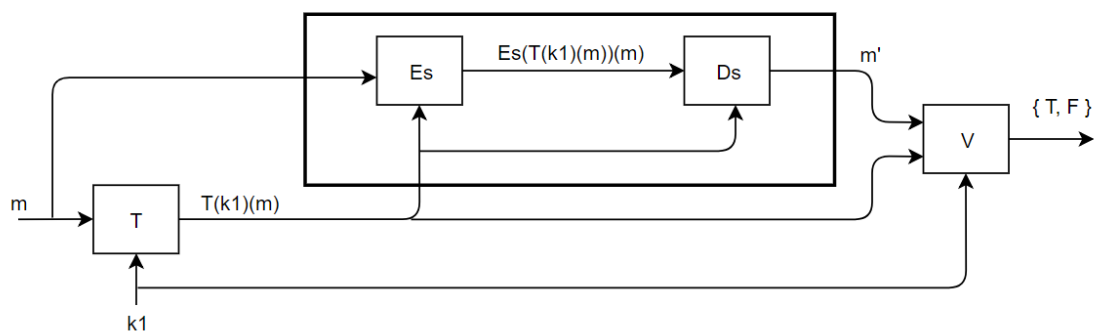 Es
Es(T(k1)(m))(m)
Ds
m'
{ T, F }
V
m
T
T(k1)(m)
k1